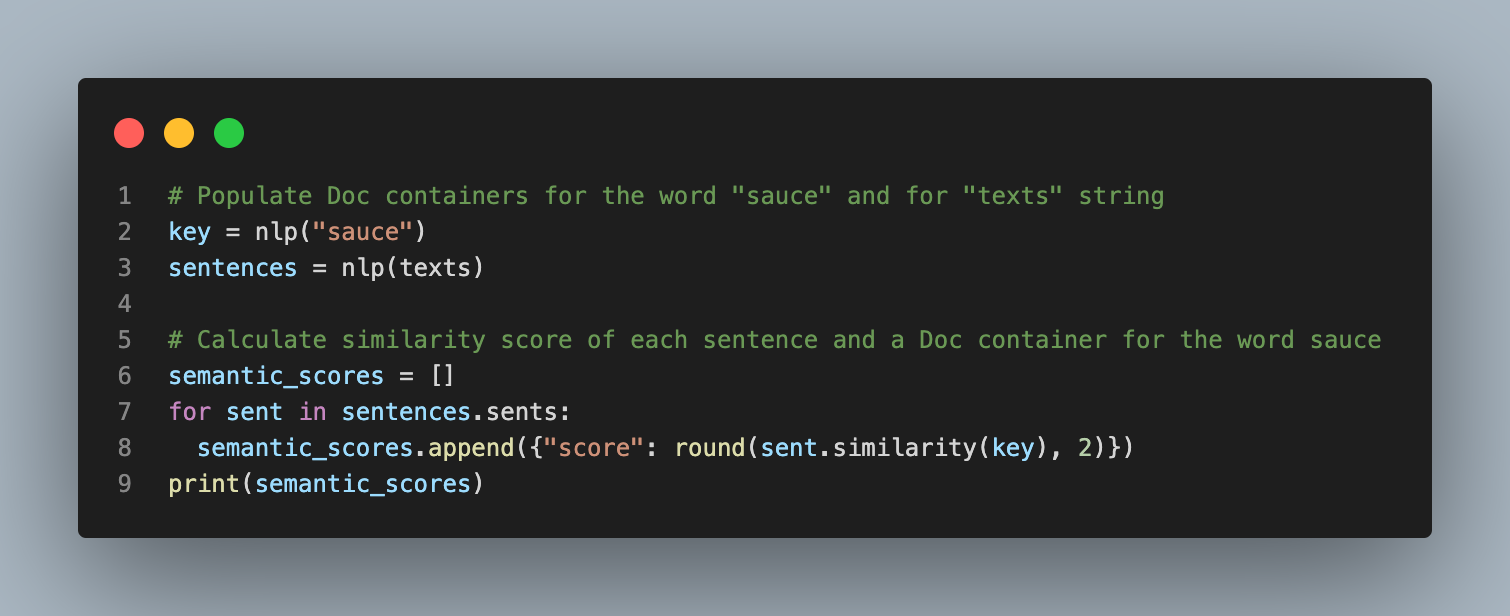 1 # Populate Doc containers for the word "sauce" and for "texts" string
2 key = nlp("sauce")
3 sentences = nlp(texts)
4
5 # Calculate similarity score of each sentence and a Doc container for the word sauce
6 semantic_scores = []
7 for sent in sentences.sents:
8   semantic_scores.append({"score": round(sent.similarity(key), 2)})
9 print(semantic_scores)